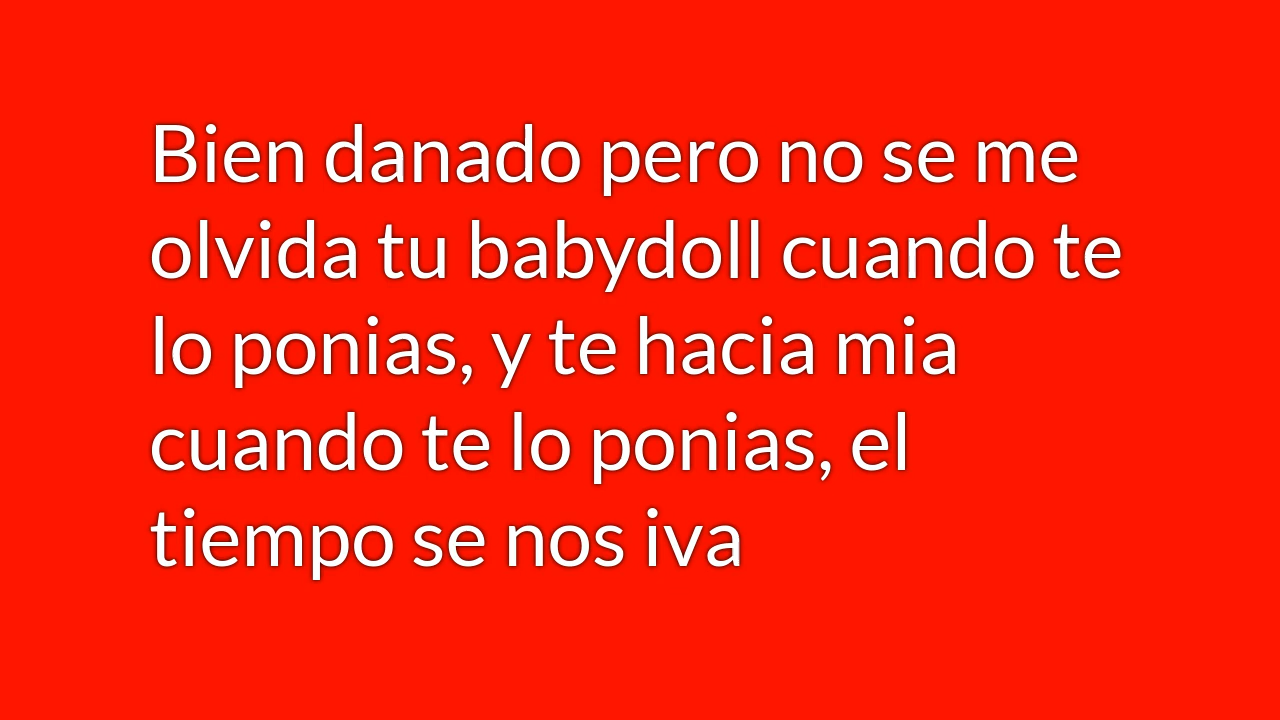 Bien danado pero no se me
olvida tu babydoll cuando te
lo ponias, y te hacia mia
cuando te lo ponias, el
tiempo se nos iva